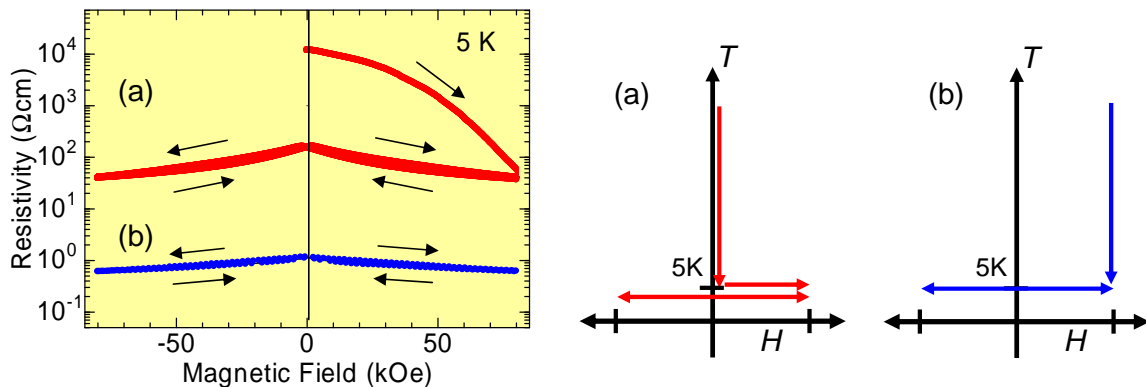 5 K
(a)
(b)
10⁴
10³
10²
10¹
10⁰
10⁻¹
Resistivity (Ωcm)
-50
0
50
Magnetic Field (kOe)
(a)
T
5K
H
(b)
T
5K
H